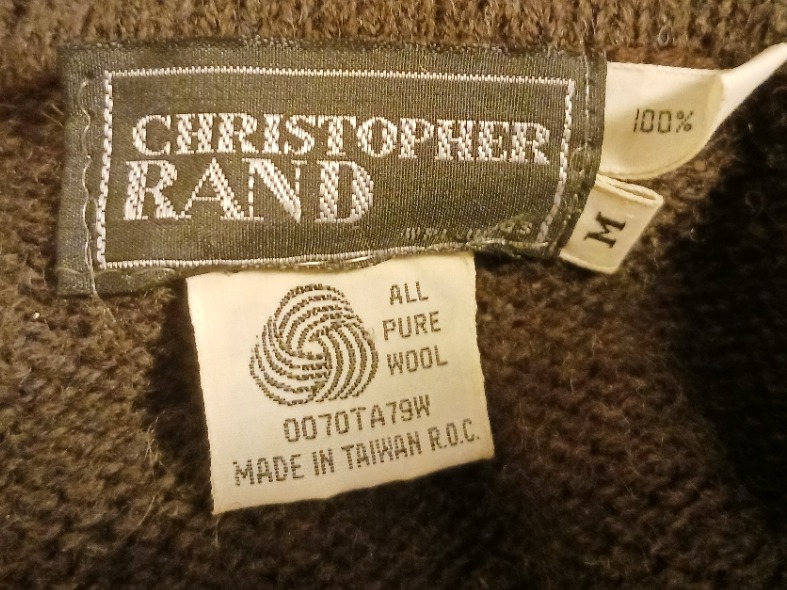 CHRISTOPHER
RAND
100%
M
ALL
PURE
WOOL
0070TA79W
MADE IN TAIWAN R.O.C.